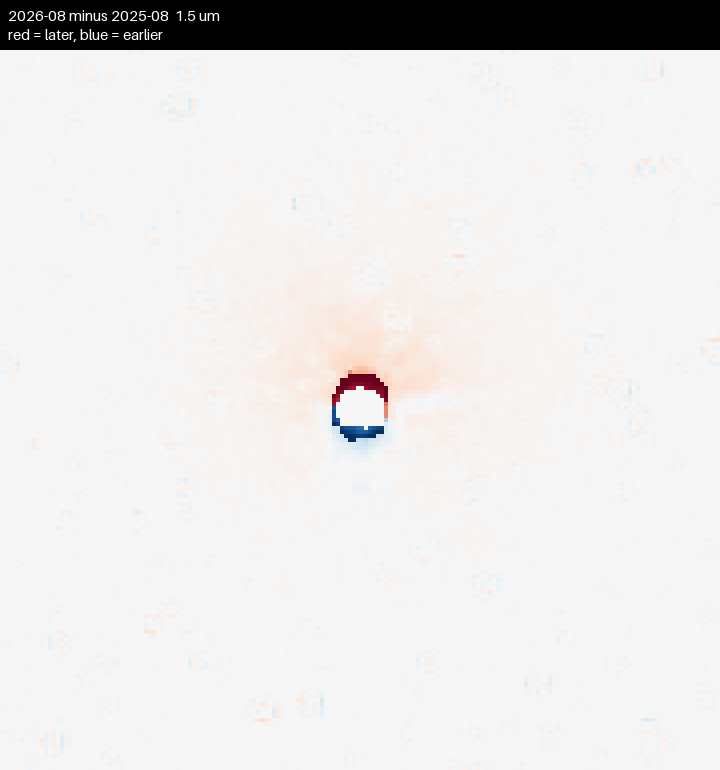 2026-08 minus 2025-08  1.5 um
red = later, blue = earlier